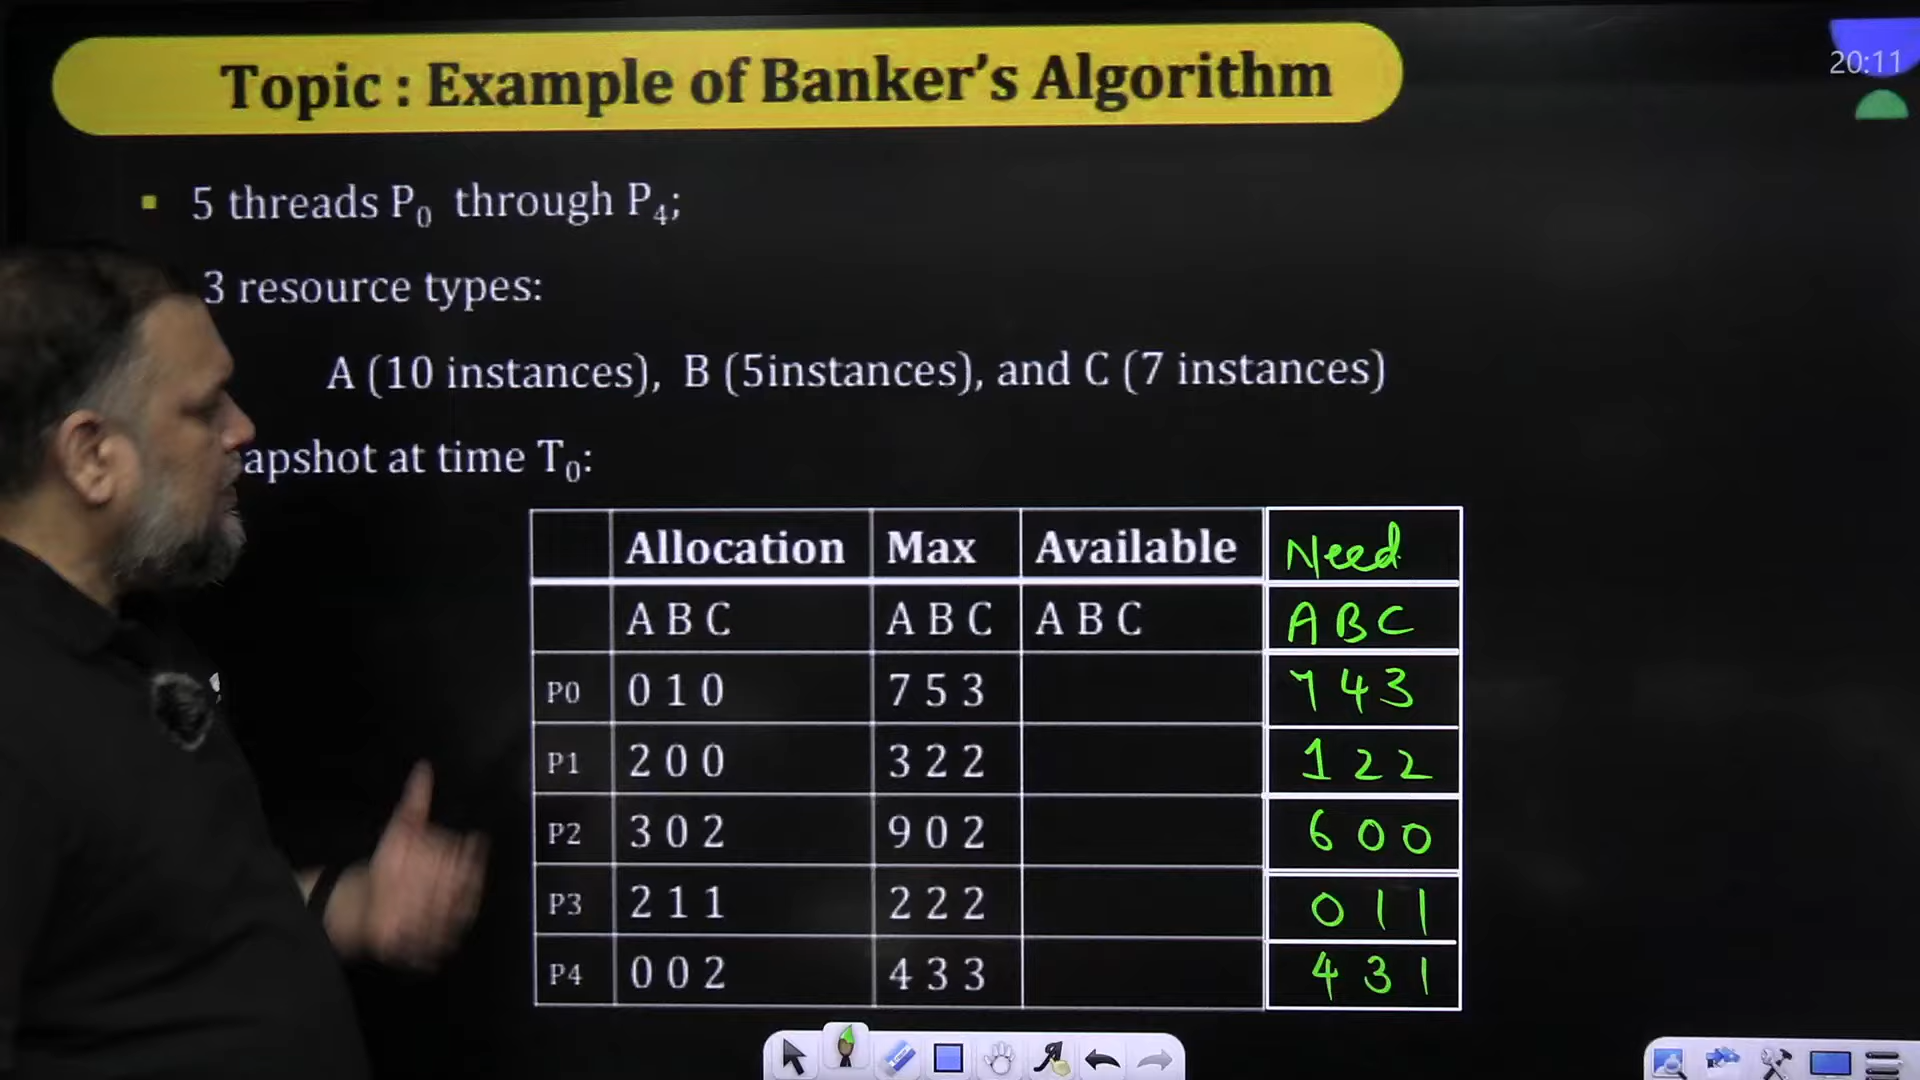 Topic : Example of Banker's Algorithm
20:11
▪ 5 threads P₀ through P₄;
3 resource types:
A (10 instances), B (5instances), and C (7 instances)
apshot at time T₀:
Allocation Max Available Need
A B C A B C A B C A B C
P0 0 1 0 7 5 3 7 4 3
P1 2 0 0 3 2 2 1 2 2
P2 3 0 2 9 0 2 6 0 0
P3 2 1 1 2 2 2 0 1 1
P4 0 0 2 4 3 3 4 3 1